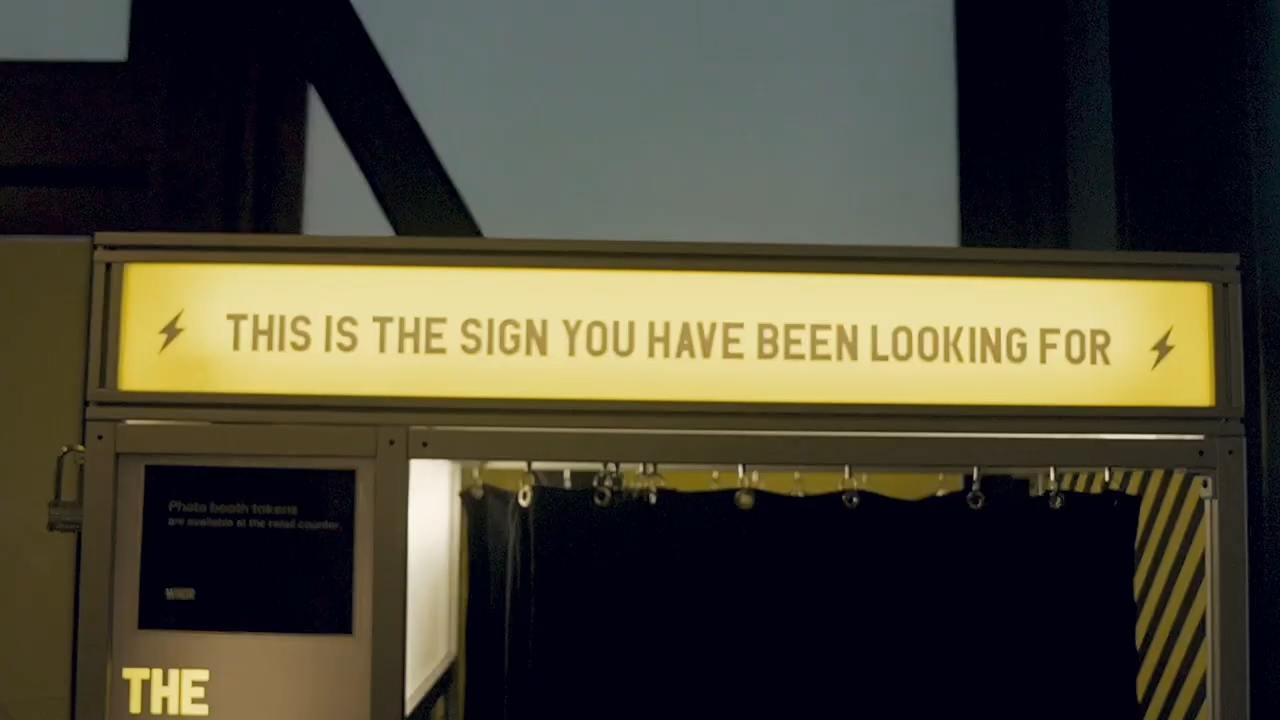 THIS IS THE SIGN YOU HAVE BEEN LOOKING FOR
Photo booth tokens
are available at the retail counter.
THE